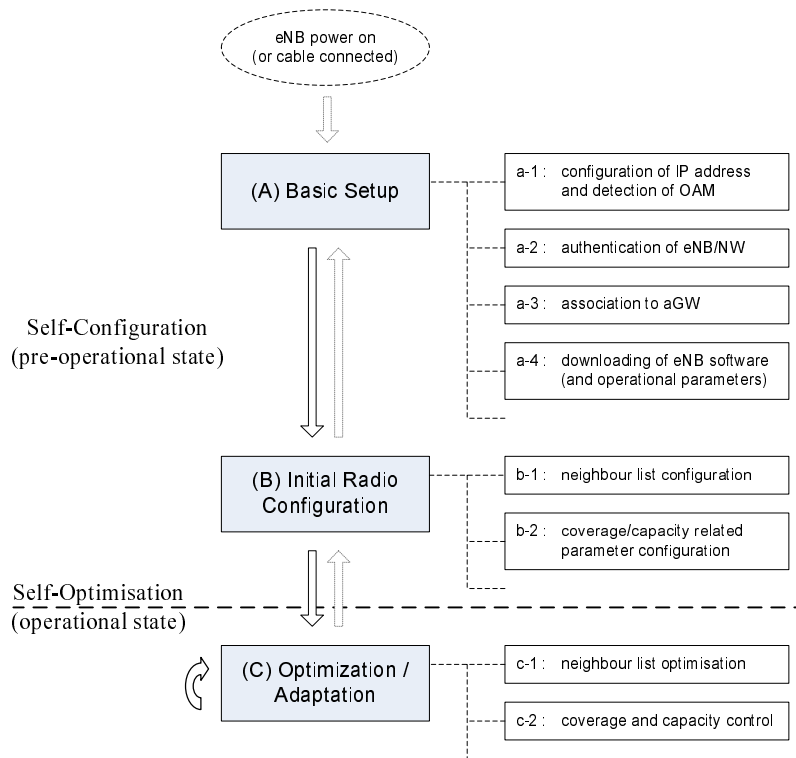 eNB power on
(or cable connected)
(A) Basic Setup
a-1 : configuration of IP address
and detection of OAM
a-2 : authentication of eNB/NW
a-3 : association to aGW
a-4 : downloading of eNB software
(and operational parameters)
Self-Configuration
(pre-operational state)
(B) Initial Radio
Configuration
b-1 : neighbour list configuration
b-2 : coverage/capacity related
parameter configuration
Self-Optimisation
(operational state)
(C) Optimization /
Adaptation
c-1 : neighbour list optimisation
c-2 : coverage and capacity control